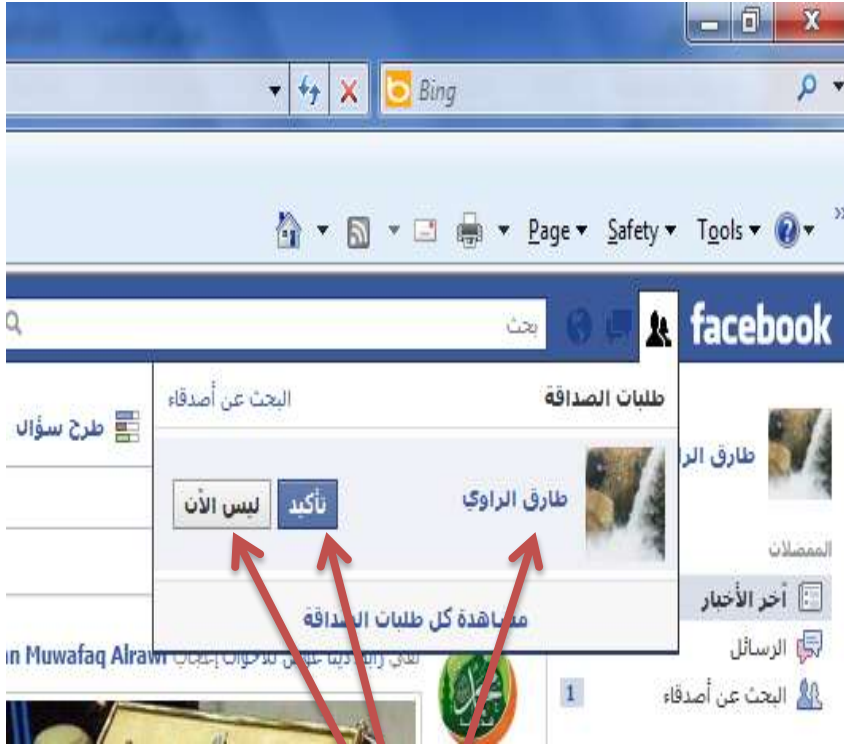 Bing
Page Safety Tools
facebook
بحث
طلبات الصداقة
البحث عن أصدقاء
طرح سؤال
طارق الراوي
تأكيد
ليس الآن
مشاهدة كل طلبات الصداقة
طارق
المفضلات
آخر الأخبار
الرسائل
البحث عن أصدقاء
1
n Muwafaq Alrawi